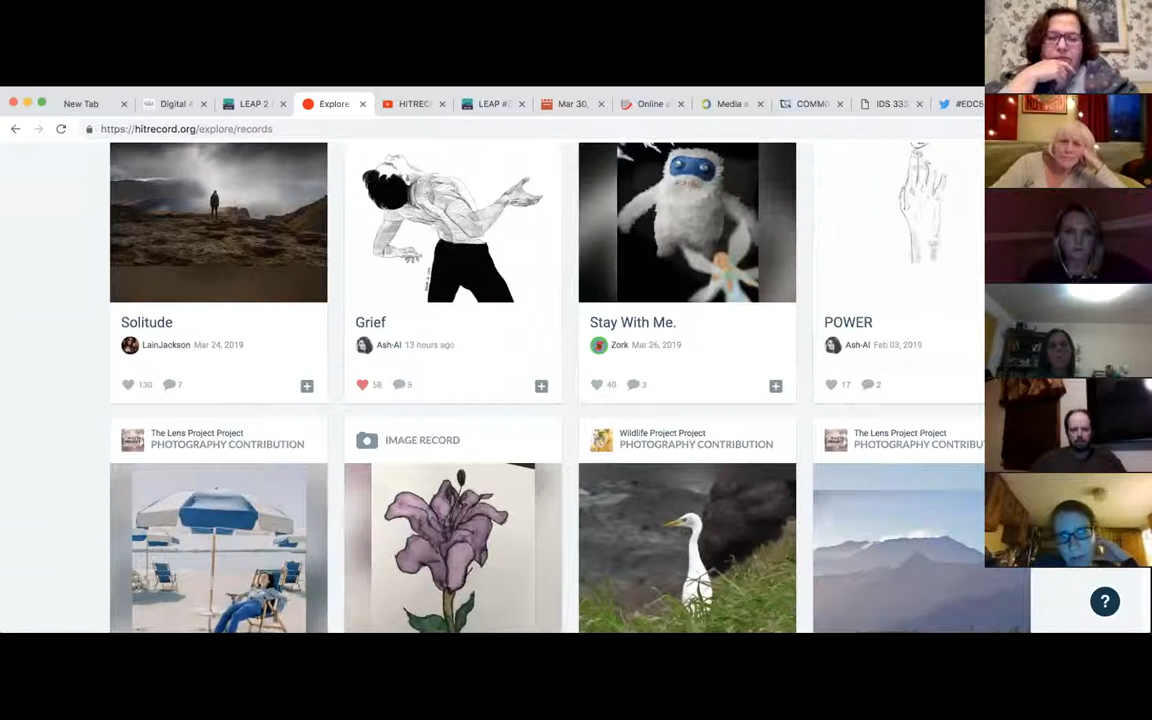 New Tab
Digital
LEAP 2
Explore
HITREC
LEAP #
Mar 30,
Online
Media
COMM
IDS 333
#EDC
https://hitrecord.org/explore/records
Solitude
LainJackson Mar 24, 2019
130 7
Grief
Ash-Al 13 hours ago
56 5
Stay With Me.
Zork Mar 26, 2019
40 3
POWER
Ash-Al Feb 03, 2019
17 2
The Lens Project Project
PHOTOGRAPHY CONTRIBUTION
IMAGE RECORD
Wildlife Project Project
PHOTOGRAPHY CONTRIBUTION
The Lens Project Project
PHOTOGRAPHY CONTRIBU
?